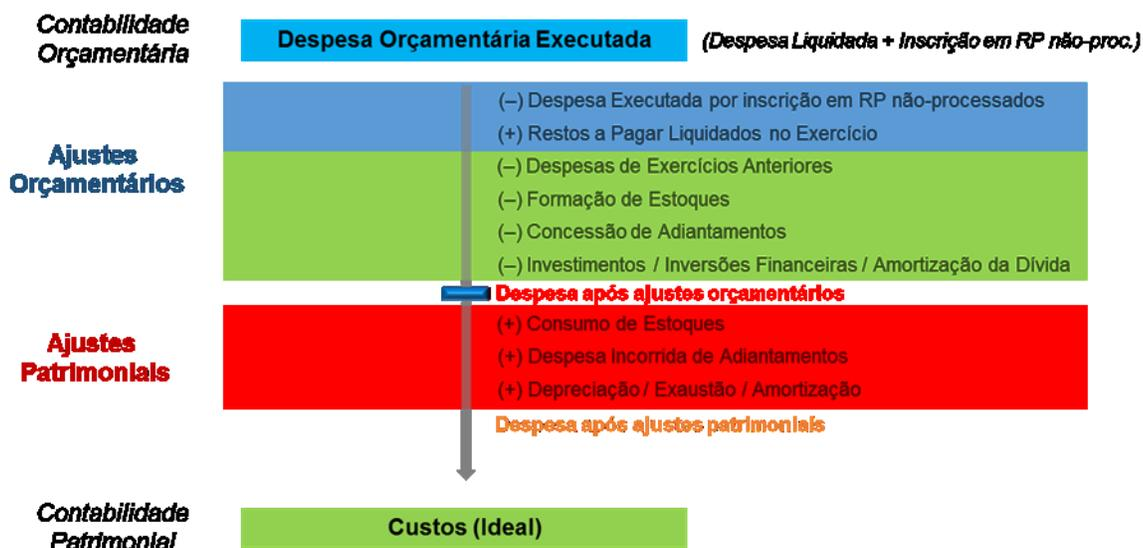 Contabilidade
Orçamentária
Despesa Orçamentária Executada
(Despesa Liquidada + Inscrição em RP não-proc.)
Ajustes
Orçamentários
(–) Despesa Executada por inscrição em RP não-processados
(+) Restos a Pagar Liquidados no Exercício
(–) Despesas de Exercícios Anteriores
(–) Formação de Estoques
(–) Concessão de Adiantamentos
(–) Investimentos / Inversões Financeiras / Amortização da Dívida
Despesa após ajustes orçamentários
Ajustes
Patrimoniais
(+) Consumo de Estoques
(+) Despesa Incorrida de Adiantamentos
(+) Depreciação / Exaustão / Amortização
Despesa após ajustes patrimoniais
Contabilidade
Patrimonial
Custos (Ideal)